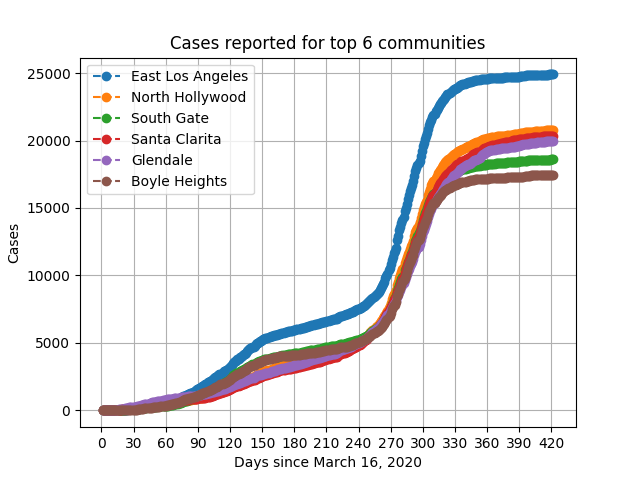 Cases reported for top 6 communities
East Los Angeles
North Hollywood
South Gate
Santa Clarita
Glendale
Boyle Heights
25000
20000
15000
10000
5000
0
Cases
0 30 60 90 120 150 180 210 240 270 300 330 360 390 420
Days since March 16, 2020